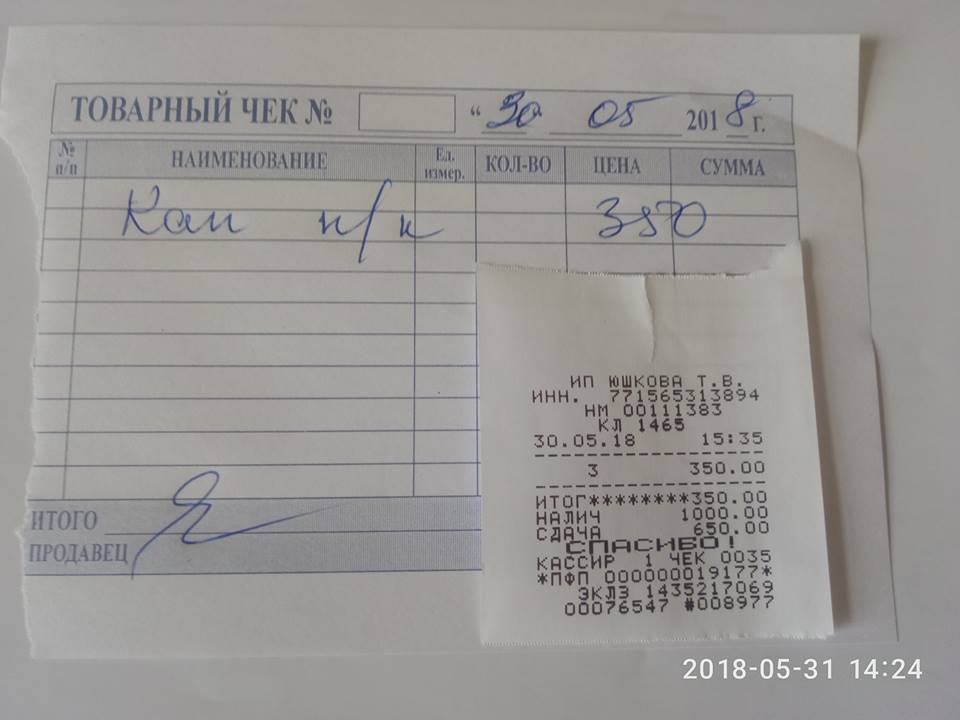 ТОВАРНЫЙ ЧЕК № " 30 05 2018 г.
№ п/п НАИМЕНОВАНИЕ Ед. измер. КОЛ-ВО ЦЕНА СУММА
п/к 350
ИП ЮШКОВА Т.В.
ИНН. 771565313894
НМ 00111383
КЛ 1465
30.05.18 15:35
3 350.00
ИТОГ********350.00
НАЛИЧ 1000.00
СДАЧА 650.00
СПАСИБО!
КАССИР 1 ЧЕК 0035
*ПФП 000000019177*
ЭКЛЗ 1435217069
00076547 #008977
ИТОГО
ПРОДАВЕЦ
2018-05-31 14:24